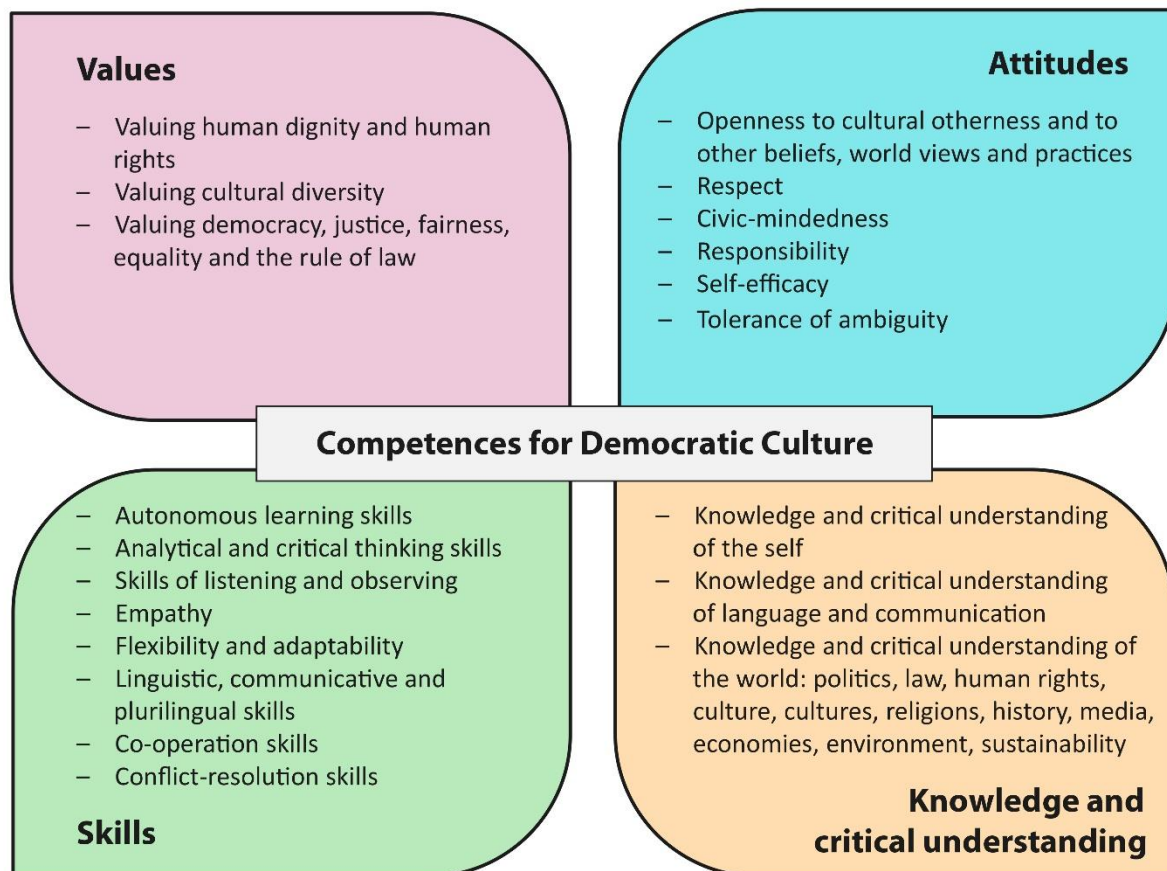 Values
– Valuing human dignity and human
rights
– Valuing cultural diversity
– Valuing democracy, justice, fairness,
equality and the rule of law
Attitudes
– Openness to cultural otherness and to
other beliefs, world views and practices
– Respect
– Civic-mindedness
– Responsibility
– Self-efficacy
– Tolerance of ambiguity
Competences for Democratic Culture
– Autonomous learning skills
– Analytical and critical thinking skills
– Skills of listening and observing
– Empathy
– Flexibility and adaptability
– Linguistic, communicative and
plurilingual skills
– Co-operation skills
– Conflict-resolution skills
Skills
– Knowledge and critical understanding
of the self
– Knowledge and critical understanding
of language and communication
– Knowledge and critical understanding of
the world: politics, law, human rights,
culture, cultures, religions, history, media,
economies, environment, sustainability
Knowledge and
critical understanding